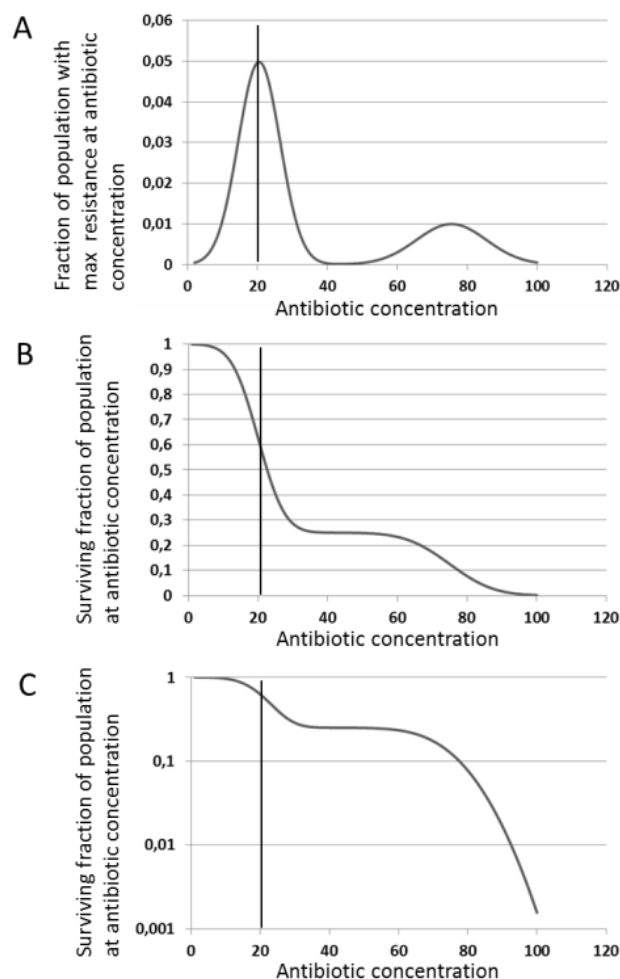 A
Fraction of population with
max resistance at antibiotic
concentration
0,06
0,05
0,04
0,03
0,02
0,01
0
0 20 40 60 80 100 120
Antibiotic concentration
B
Surviving fraction of population
at antibiotic concentration
1
0,9
0,8
0,7
0,6
0,5
0,4
0,3
0,2
0,1
0
0 20 40 60 80 100 120
Antibiotic concentration
C
Surviving fraction of population
at antibiotic concentration
1
0,1
0,01
0,001
0 20 40 60 80 100 120
Antibiotic concentration